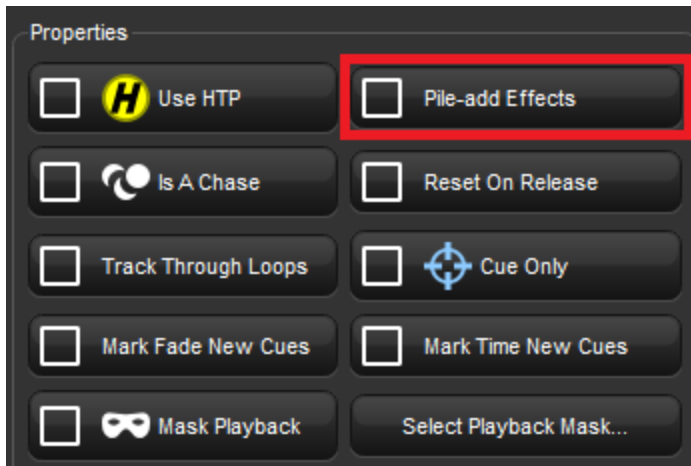 Properties
H Use HTP
Pile-add Effects
Is A Chase
Reset On Release
Track Through Loops
Cue Only
Mark Fade New Cues
Mark Time New Cues
Mask Playback
Select Playback Mask...